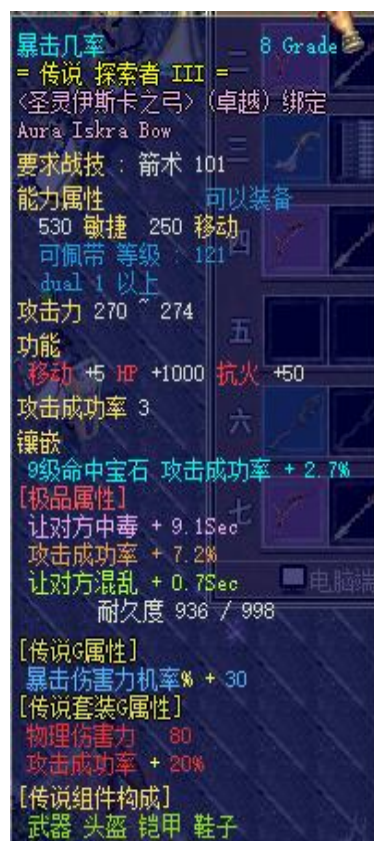 暴击几率 8 Grade
= 传说 探索者 III =
<圣灵伊斯卡之弓> (卓越) 绑定
Aura Iskra Bow
要求战技 : 箭术 101
能力属性 可以装备
530 敏捷 250 移动
可佩带 等级 : 121
dual 1 以上
攻击力 270 ~ 274
功能
移动 +5 HP +1000 抗火 +50
攻击成功率 3
镶嵌
9级命中宝石 攻击成功率 + 2.7%
[极品属性]
让对方中毒 + 9.1Sec
攻击成功率 + 7.2%
让对方混乱 + 0.7Sec
耐久度 936 / 998
[传说G属性]
暴击伤害力机率% + 30
[传说套装G属性]
物理伤害力 80
攻击成功率 + 20%
[传说组件构成]
武器 头盔 铠甲 鞋子
二
三
四
五
六
七
电脑端